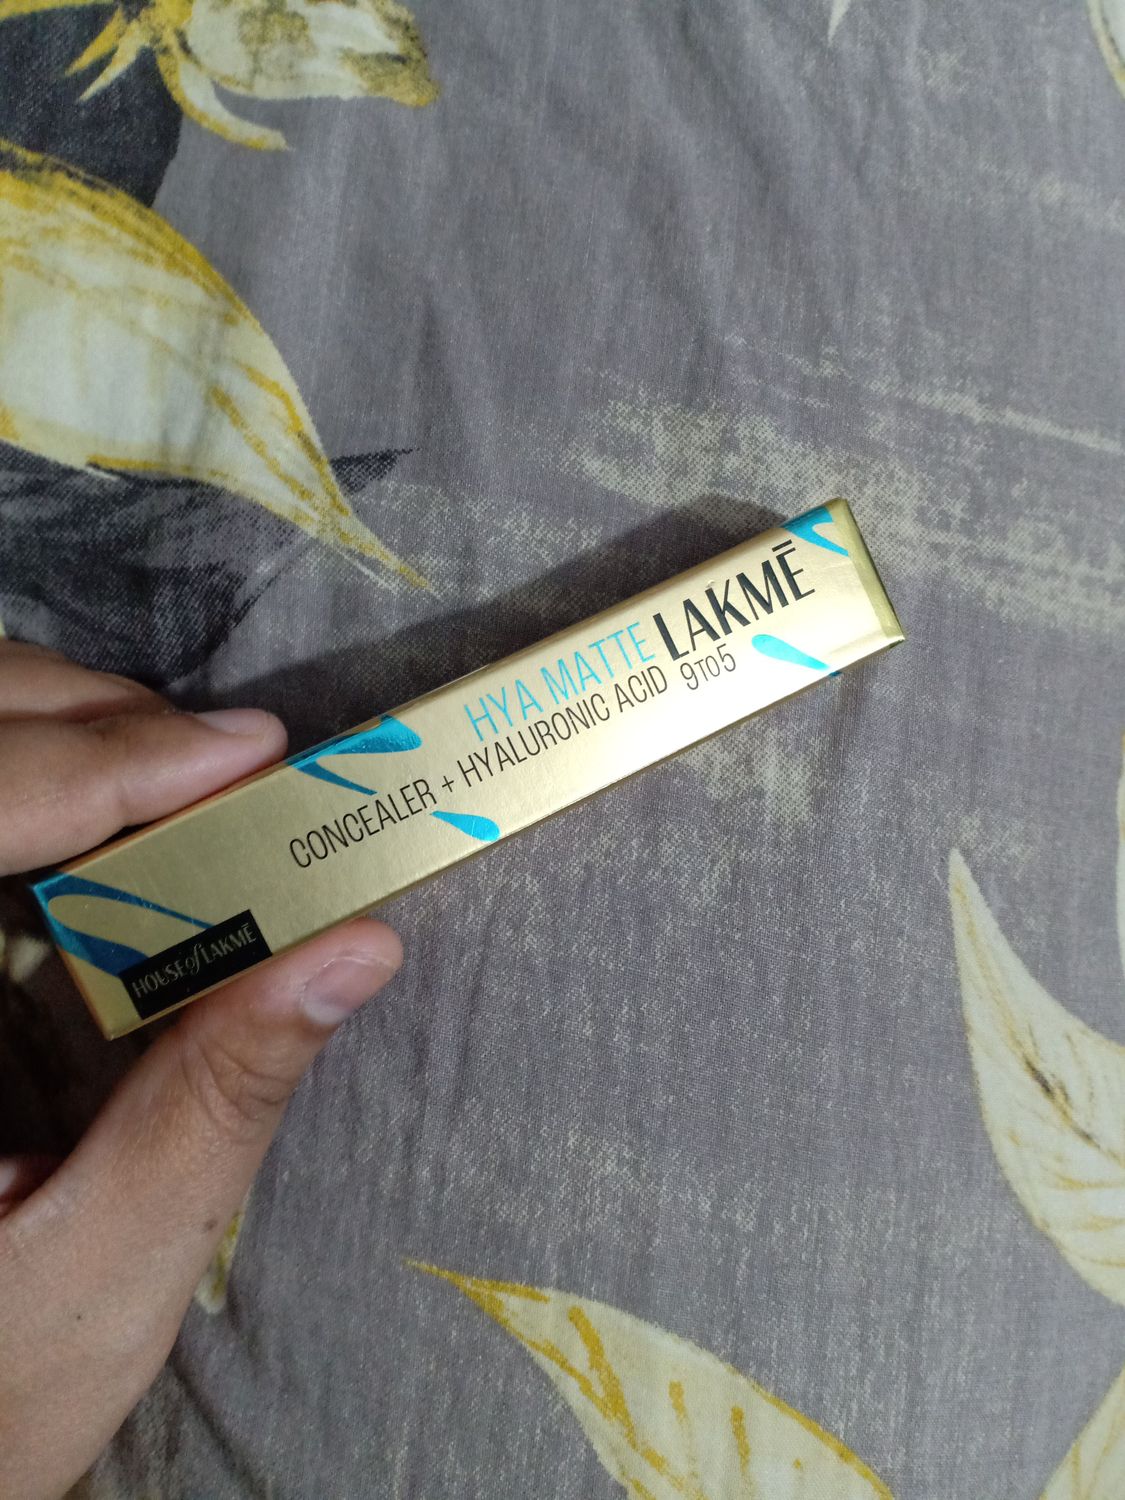 LAKMĒ
9TO5
HYA MATTE
CONCEALER + HYALURONIC ACID
HOUSE of LAKMĒ